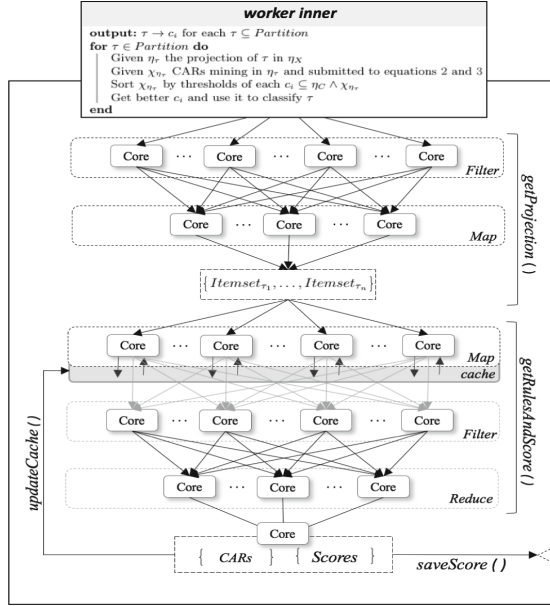 worker inner
output: τ → c_i for each τ ⊆ Partition
for τ ∈ Partition do
Given η_τ the projection of τ in η_X
Given χ_{η_τ} CARs mining in η_τ and submitted to equations 2 and 3
Sort χ_{η_τ} by thresholds of each c_i ⊆ η_C ∧ χ_{η_τ}
Get better c_i and use it to classify τ
end
Core ... Core ... Core ... Core
Filter
Core ... Core ... Core
Map
getProjection()
{Itemset_{τ_1}, ..., Itemset_{τ_n}}
Core ... Core ... Core ... Core
Map
cache
Core ... Core ... Core ... Core
Filter
Core ... Core ... Core
Reduce
getRulesAndScore()
updateCache()
Core
{ CARs } { Scores }
saveScore()